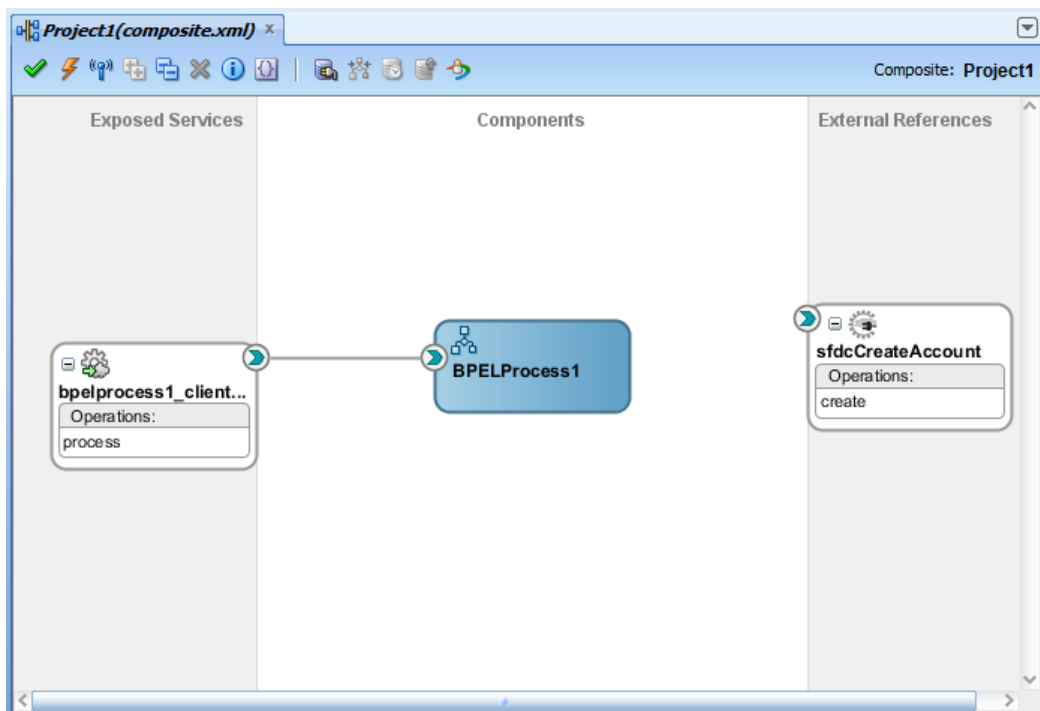 Project1(composite.xml)
Composite: Project1
Exposed Services
Components
External References
bpelprocess1_client...
Operations:
process
BPELProcess1
sfdcCreateAccount
Operations:
create